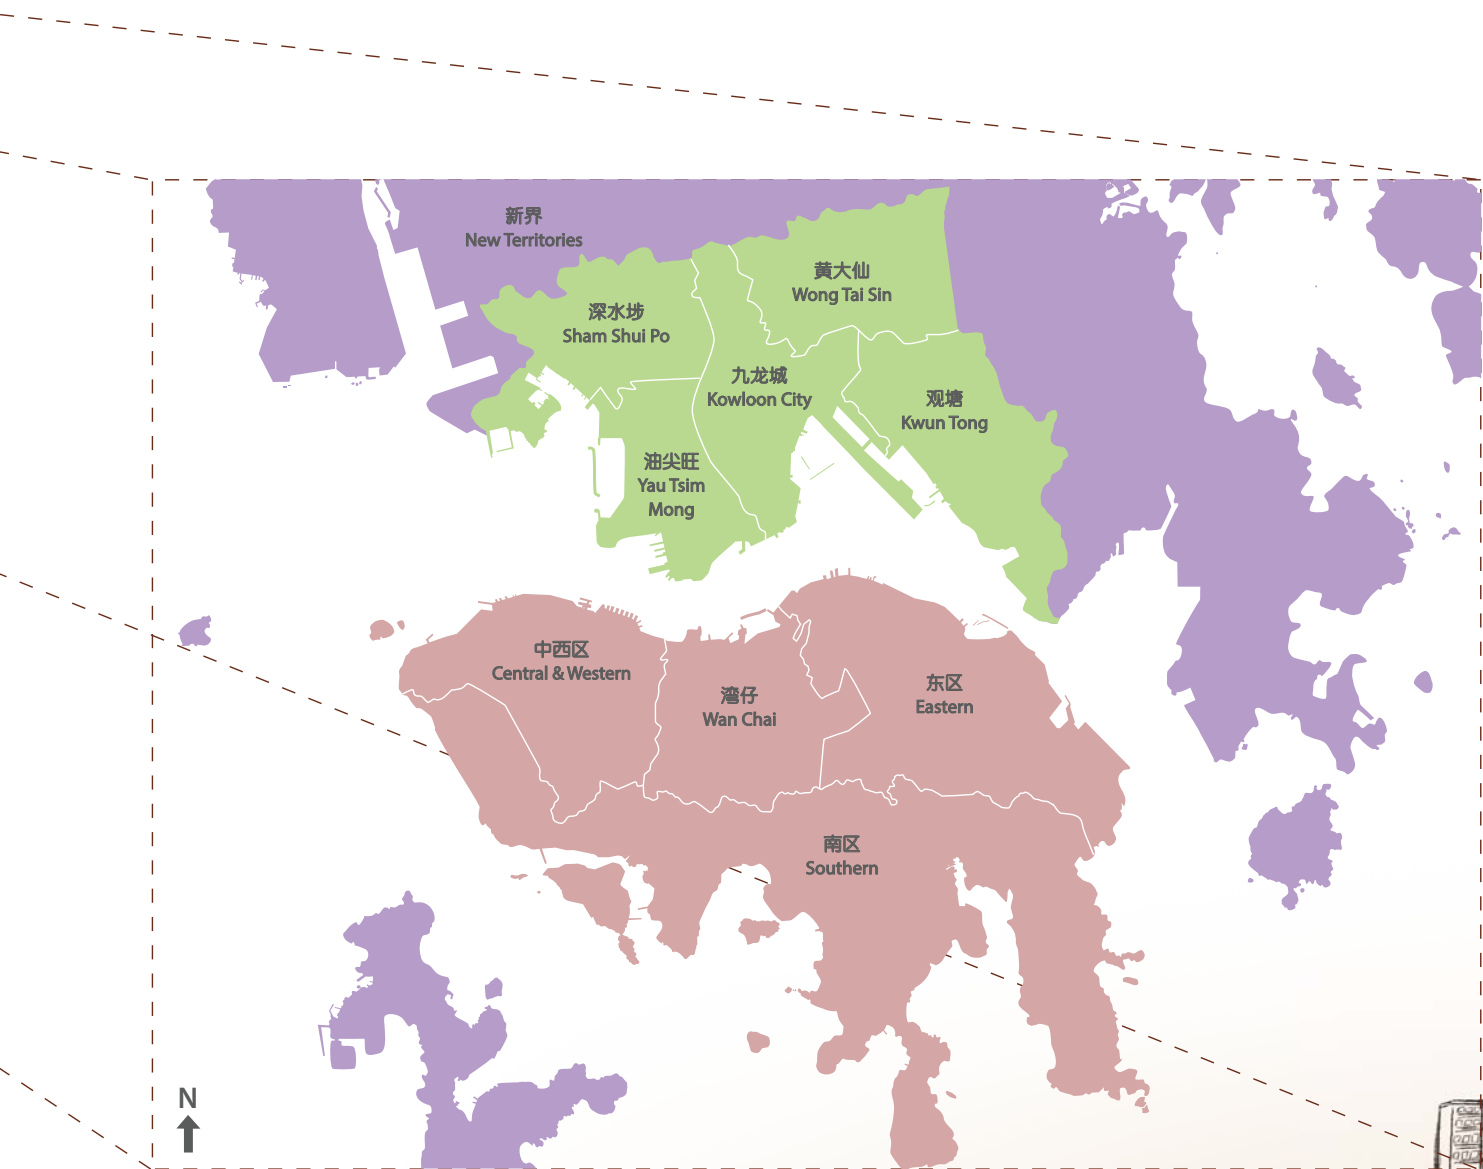 新界
New Territories
黄大仙
Wong Tai Sin
深水埗
Sham Shui Po
九龙城
Kowloon City
观塘
Kwun Tong
油尖旺
Yau Tsim
Mong
中西区
Central & Western
湾仔
Wan Chai
东区
Eastern
南区
Southern
N